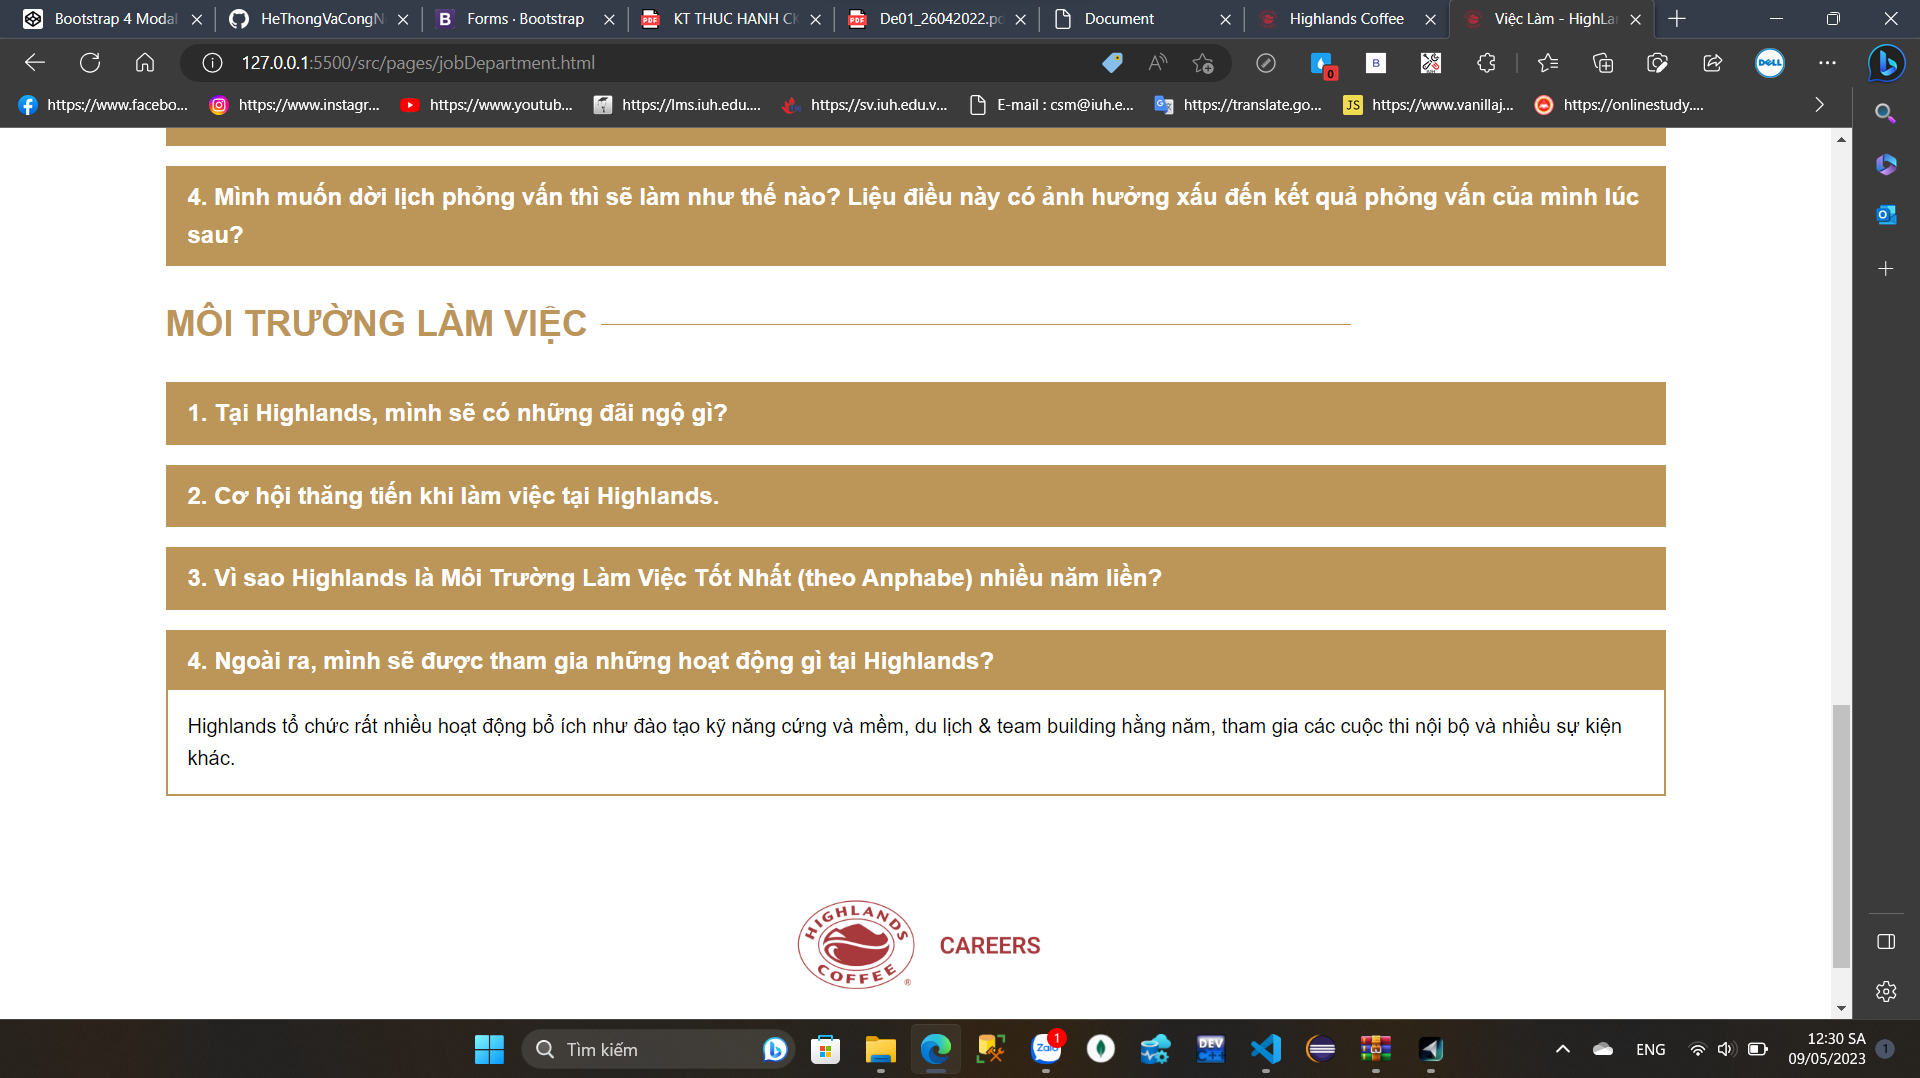 Bootstrap 4 Modal
HeTHongVaCongN
Forms · Bootstrap
KT THUC HANH CK
De01_26042022.pd
Document
Highlands Coffee
Việc Làm - HighLa
127.0.0.1:5500/src/pages/jobDepartment.html
https://www.facebo...
https://www.instagr...
https://www.youtub...
https://lms.iuh.edu....
https://sv.iuh.edu.v...
E-mail : csm@iuh.e...
https://translate.go...
https://www.vanillaj...
https://onlinestudy....
4. Mình muốn dời lịch phỏng vấn thì sẽ làm như thế nào? Liệu điều này có ảnh hưởng xấu đến kết quả phỏng vấn của mình lúc
sau?
MÔI TRƯỜNG LÀM VIỆC
1. Tại Highlands, mình sẽ có những đãi ngộ gì?
2. Cơ hội thăng tiến khi làm việc tại Highlands.
3. Vì sao Highlands là Môi Trường Làm Việc Tốt Nhất (theo Anphabe) nhiều năm liền?
4. Ngoài ra, mình sẽ được tham gia những hoạt động gì tại Highlands?
Highlands tổ chức rất nhiều hoạt động bổ ích như đào tạo kỹ năng cứng và mềm, du lịch & team building hằng năm, tham gia các cuộc thi nội bộ và nhiều sự kiện
khác.
HIGHLANDS
COFFEE ®
CAREERS
Tìm kiếm
ENG
12:30 SA
09/05/2023